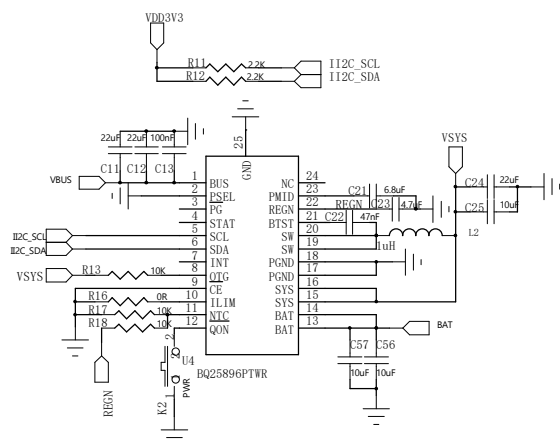 VDD3V3
R11 2.2K II2C_SCL
R12 2.2K II2C_SDA
22uF 22uF 100nF
C11 C12 C13
VBUS
25
GND
VSYS
C24 22uF
C25 10uF
L2
1uH
1 BUS
2 PSEL
3 PG
4 STAT
5 SCL
6 SDA
7 INT
8 OTG
9 CE
10 ILIM
11 NTC
12 QON
NC 24
PMID 23
REGN 22
BTST 21
SW 20
SW 19
PGND 18
PGND 17
SYS 16
SYS 15
BAT 14
BAT 13
C21 6.8uF
REGN C23 4.7uF
C22 47nF
II2C_SCL
II2C_SDA
VSYS R13 10K
R16 0R
R17 10K
R18 10K
REGN
BAT
C57 C56
10uF 10uF
U4
BQ25896PTWR
K2 1 2 PWR